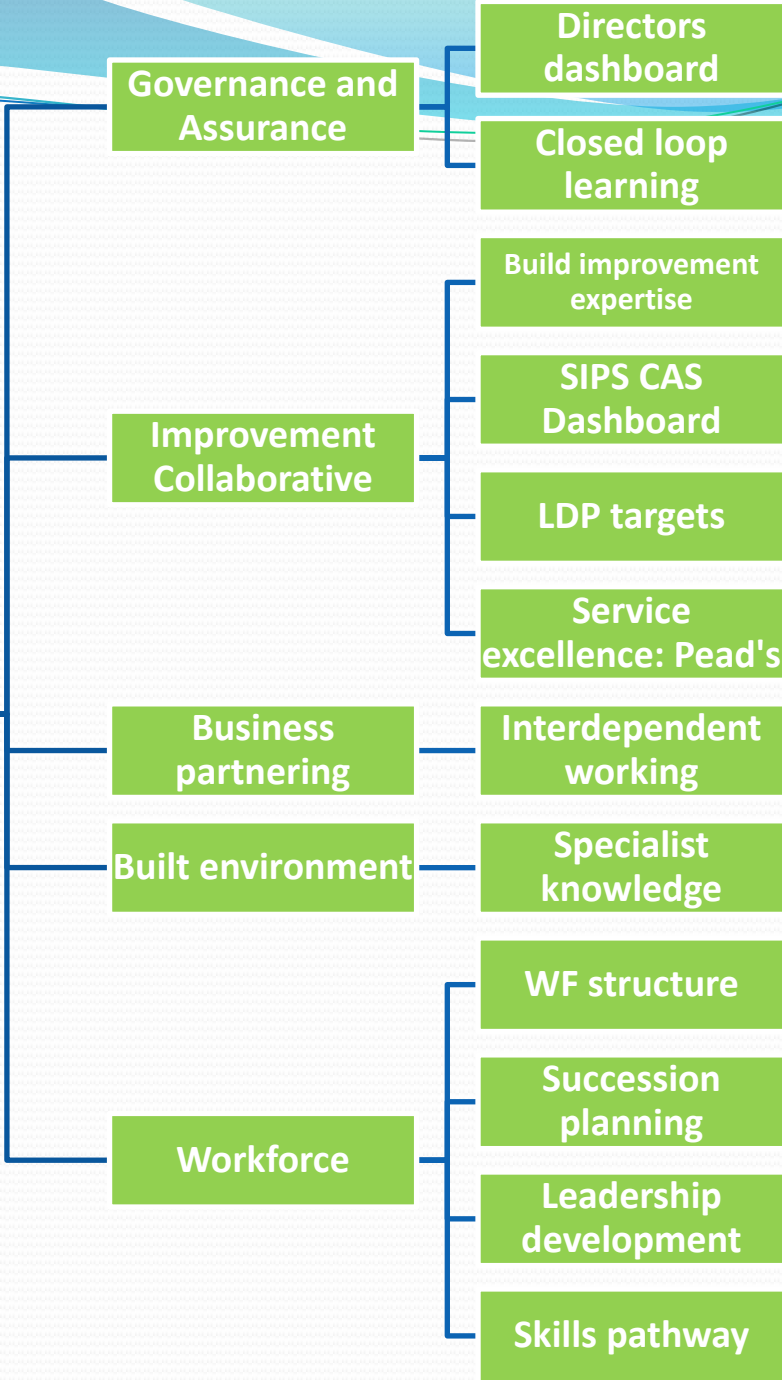 Governance and
Assurance
Directors
dashboard
Closed loop
learning
Improvement
Collaborative
Build improvement
expertise
SIPS CAS
Dashboard
LDP targets
Service
excellence: Pead's
Business
partnering
Interdependent
working
Built environment
Specialist
knowledge
Workforce
WF structure
Succession
planning
Leadership
development
Skills pathway